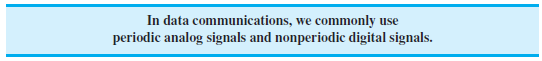 In data communications, we commonly use
periodic analog signals and nonperiodic digital signals.